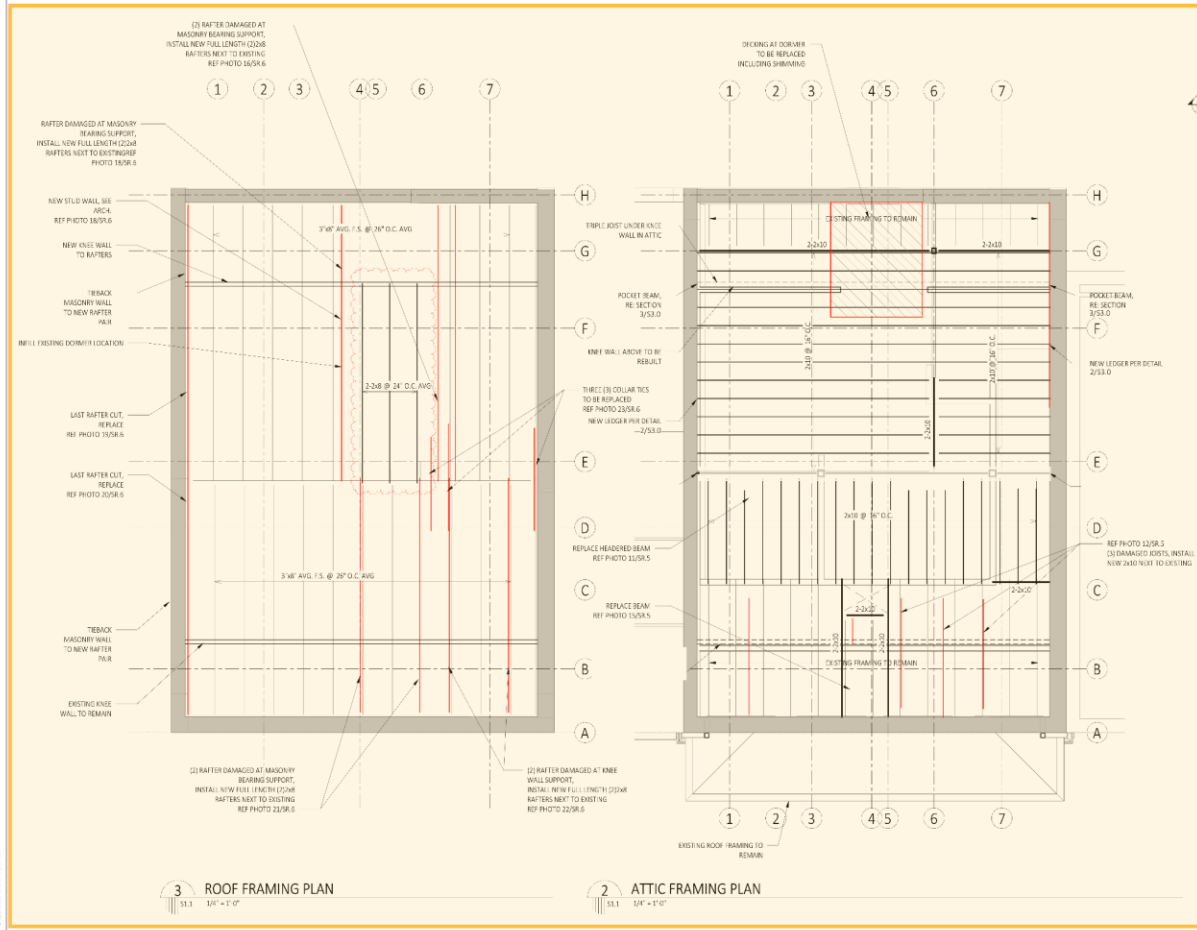 (2) RAFTER DAMAGED AT
MASONRY BEARING SUPPORT,
INSTALL NEW FULL LENGTH (2)2x8
RAFTERS NEXT TO EXISTING
REF PHOTO 16/SR.6
1
2
3
4
5
6
7
RAFTER DAMAGED AT MASONRY
BEARING SUPPORT,
INSTALL NEW FULL LENGTH (2)2x8
RAFTERS NEXT TO EXISTINGREF
PHOTO 18/SR.6
NEW STUD WALL, SEE
ARCH.
REF PHOTO 18/SR.6
NEW KNEE WALL
TO RAFTERS
TIEBACK
MASONRY WALL
TO NEW RAFTER
PAIR
INFILL EXISTING DORMER LOCATION
LAST RAFTER CUT,
REPLACE
REF PHOTO 19/SR.6
LAST RAFTER CUT,
REPLACE
REF PHOTO 20/SR.6
TIEBACK
MASONRY WALL
TO NEW RAFTER
PAIR
EXISTING KNEE
WALL TO REMAIN
3"x8" AVG. F.S. @ 26" O.C. AVG
2-2x8 @ 24" O.C. AVG
3"x8" AVG. F.S. @ 26" O.C. AVG
H
G
F
E
D
C
B
A
THREE (3) COLLAR TIES
TO BE REPLACED
REF PHOTO 23/SR.6
(2) RAFTER DAMAGED AT MASONRY
BEARING SUPPORT,
INSTALL NEW FULL LENGTH (2)2x8
RAFTERS NEXT TO EXISTING
REF PHOTO 21/SR.6
(2) RAFTER DAMAGED AT KNEE
WALL SUPPORT,
INSTALL NEW FULL LENGTH (2)2x8
RAFTERS NEXT TO EXISTING
REF PHOTO 22/SR.6
3
S1.1
ROOF FRAMING PLAN
1/4" = 1'-0"
DECKING AT DORMER
TO BE REPLACED
INCLUDING SHIMMING
1
2
3
4
5
6
7
TRIPLE JOIST UNDER KNEE
WALL IN ATTIC
POCKET BEAM,
RE: SECTION
3/S3.0
KNEE WALL ABOVE TO BE
REBUILT
NEW LEDGER PER DETAIL
2/S3.0
REPLACE HEADERED BEAM
REF PHOTO 11/SR.5
REPLACE BEAM
REF PHOTO 15/SR.5
EXISTING FRAMING TO REMAIN
2-2x10
2-2x10
2x10 @ 16" O.C.
2x10 @ 16" O.C.
2-2x10
2x10 @ 16" O.C.
2-2x10
2-2x10
2-2x10
2-2x10
EXISTING FRAMING TO REMAIN
H
G
F
E
D
C
B
A
POCKET BEAM,
RE: SECTION
3/S3.0
NEW LEDGER PER DETAIL
2/S3.0
REF PHOTO 12/SR.5
(3) DAMAGED JOISTS, INSTALL
NEW 2x10 NEXT TO EXISTING
1
2
3
4
5
6
7
EXISTING ROOF FRAMING TO
REMAIN
2
S1.1
ATTIC FRAMING PLAN
1/4" = 1'-0"